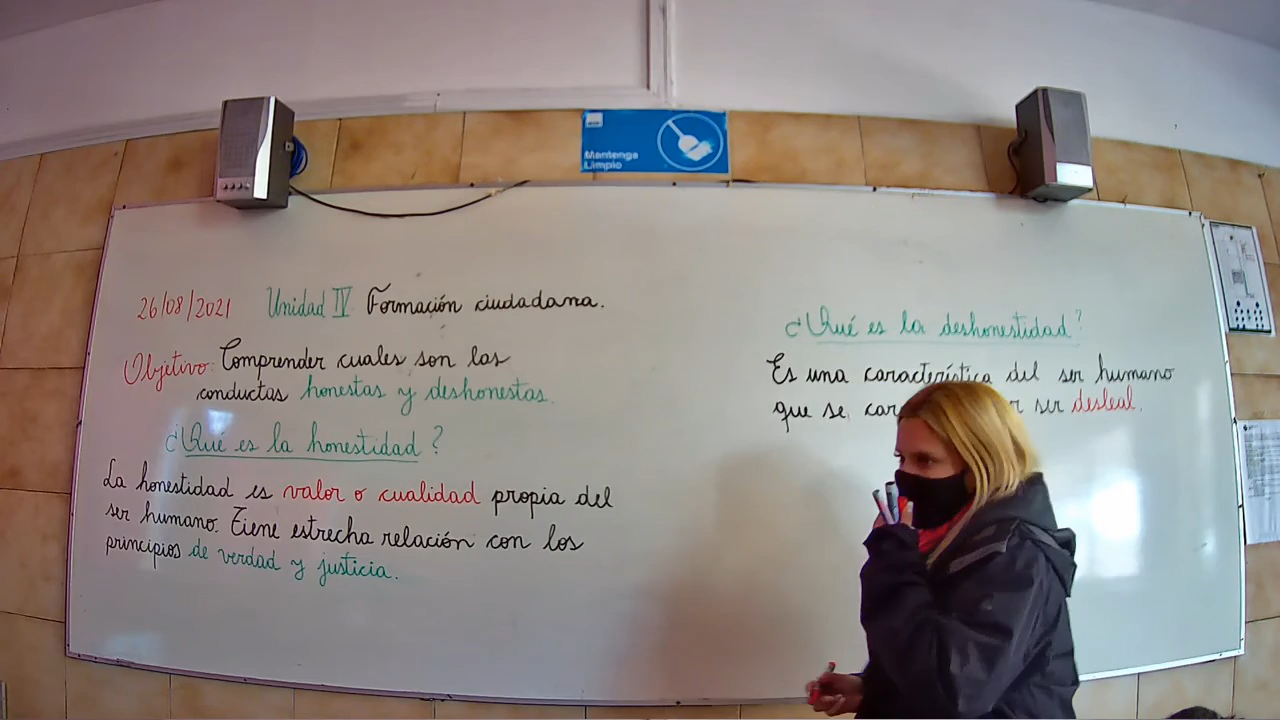 Mantenga
Limpio
26/08/2021 Unidad IV Formación ciudadana.
Objetivo: Comprender cuales son las
conductas honestas y deshonestas.
¿Qué es la honestidad?
La honestidad es valor o cualidad propia del
ser humano. Tiene estrecha relación con los
principios de verdad y justicia.
¿Qué es la deshonestidad?
Es una característica del ser humano
que se ser desleal.